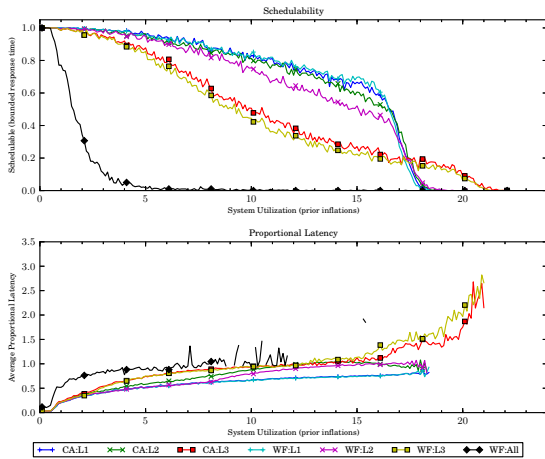 Schedulability
Schedulable (bounded response time)
1.0
0.8
0.6
0.4
0.2
0.0
0 5 10 15 20
System Utilization (prior inflations)
Proportional Latency
Average Proportional Latency
3.5
3.0
2.5
2.0
1.5
1.0
0.5
0.0
0 5 10 15 20
System Utilization (prior inflations)
CA:L1 CA:L2 CA:L3 WF:L1 WF:L2 WF:L3 WF:All